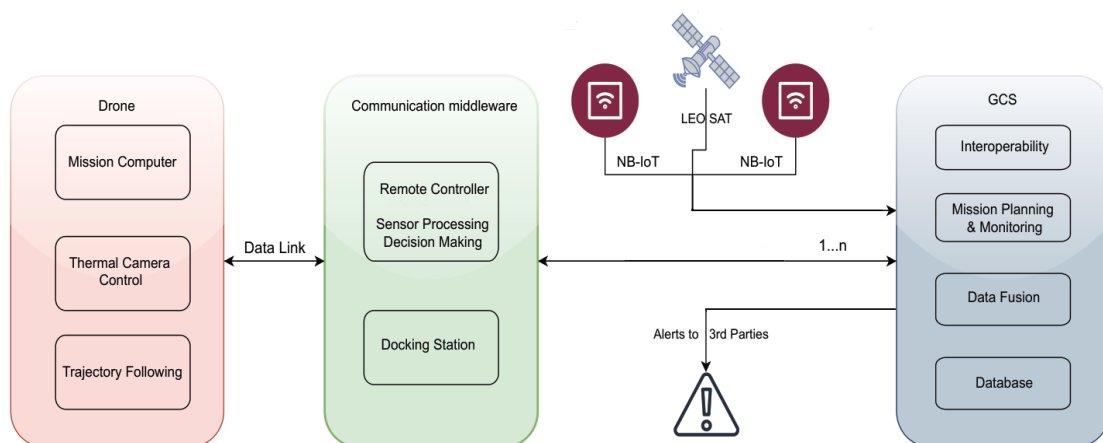 Drone
Mission Computer
Thermal Camera
Control
Trajectory Following
Data Link
Communication middleware
Remote Controller
Sensor Processing
Decision Making
Docking Station
LEO SAT
NB-IoT
NB-IoT
1...n
Alerts to 3rd Parties
GCS
Interoperability
Mission Planning
& Monitoring
Data Fusion
Database